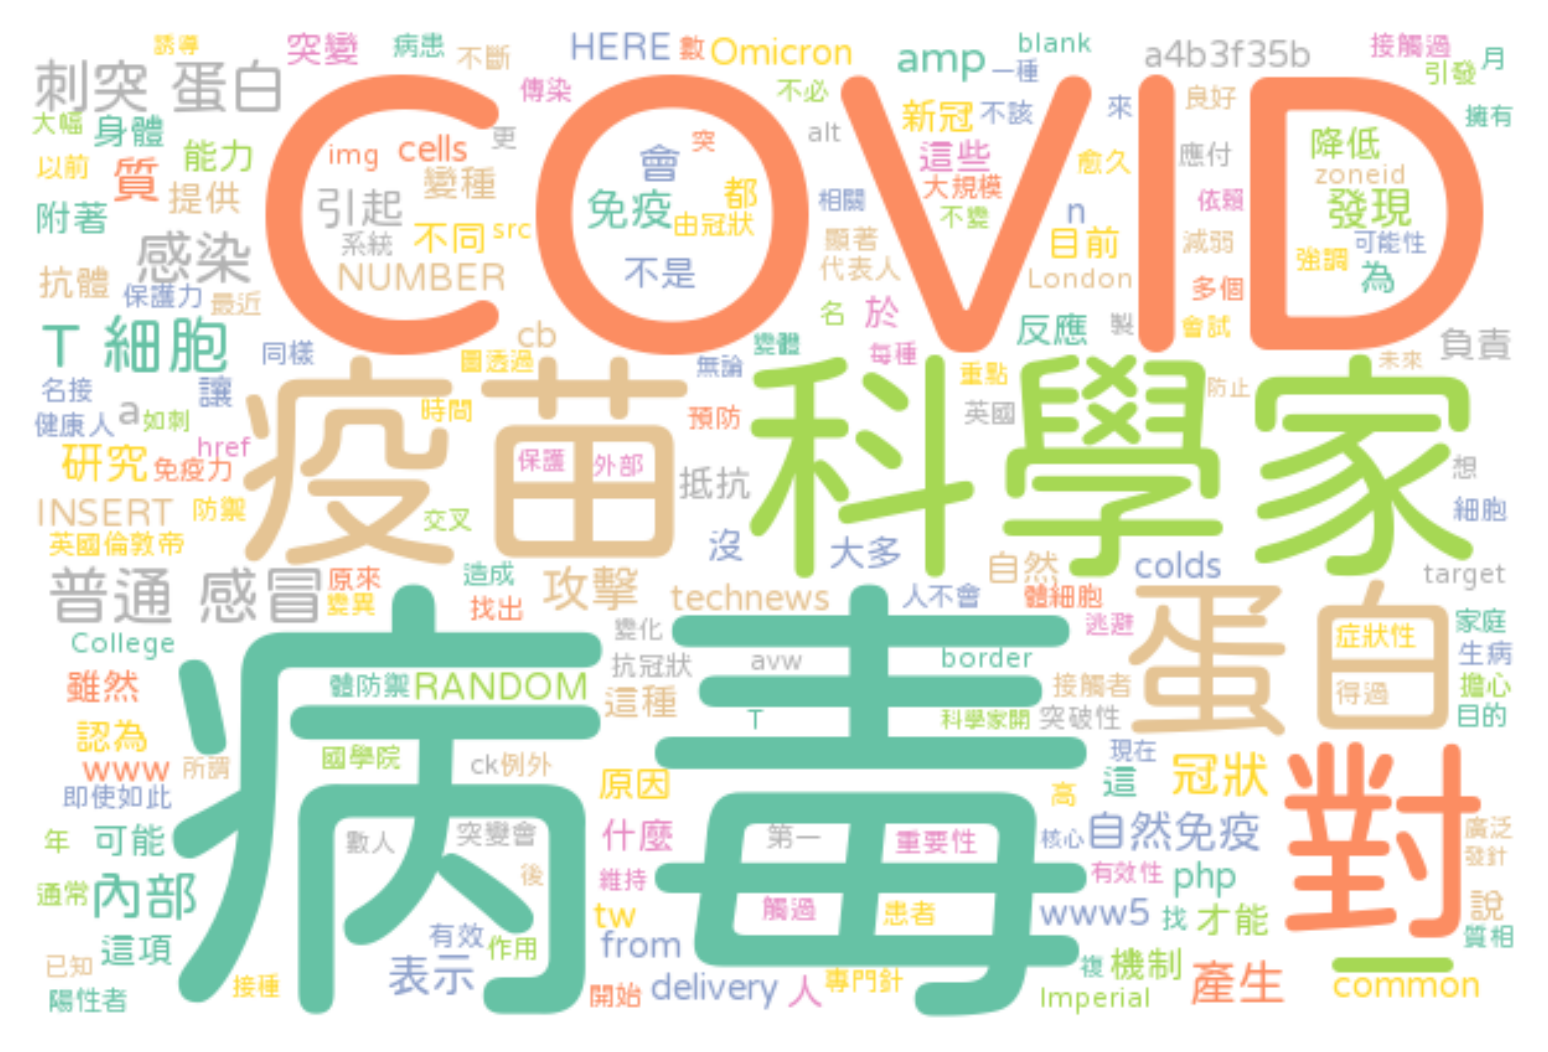 誘導 突變 病患 不斷 HERE 數 Omicron amp blank 一種 a4b3f35b 接觸過 引發 月
刺突 蛋白 傳染 不必 新冠 不該 來 良好 擁有
大幅 身體 COVID
以前 質 能力 提供 img cells 更 變種 會 突 alt 這些 大規模 愈久 應付 降低 zoneid
附著 引起 系統 不同 src 免疫 都 由冠狀 相關 不變 n 依賴 發現
感染 NUMBER 不是 顯著 代表人 目前 London 減弱 強調 可能性 為
抗體 保護力 最近 名 於 多個
T 細胞 同樣 cb 圖透過 變體 無論 每種 反應 製 會試 負責
名接 讓 重點 防止 未來
健康人 a 如刺 時間 預防 英國
疫苗 科學家
href 研究 免疫力 保護 外部 抵抗 想
INSERT 防禦 交叉 細胞
英國倫敦帝 沒 大多
普通 感冒 原來 變異 造成 找出 攻擊 technews 人不會 自然 體細胞 colds target
College 變化 逃避 蛋白 症狀性 家庭
病毒
雖然 體防禦 RANDOM 抗冠狀 avw border 接觸者 得過 生病 擔心
認為 這種 T 科學家開 突破性 目的
www 所謂 國學院 ck 例外 現在 對
即使如此 原因 高 這 冠狀
年 可能 數人 突變會 什麼 第一 重要性 核心 自然免疫 廣泛 發針
通常 內部 後 維持 有效性 php 說
觸過 患者 tw www5 找 才能 質相
這項 有效 作用 from
已知 表示 複 機制 一
陽性者 接種 開始 delivery 人 專門針 Imperial 產生 common